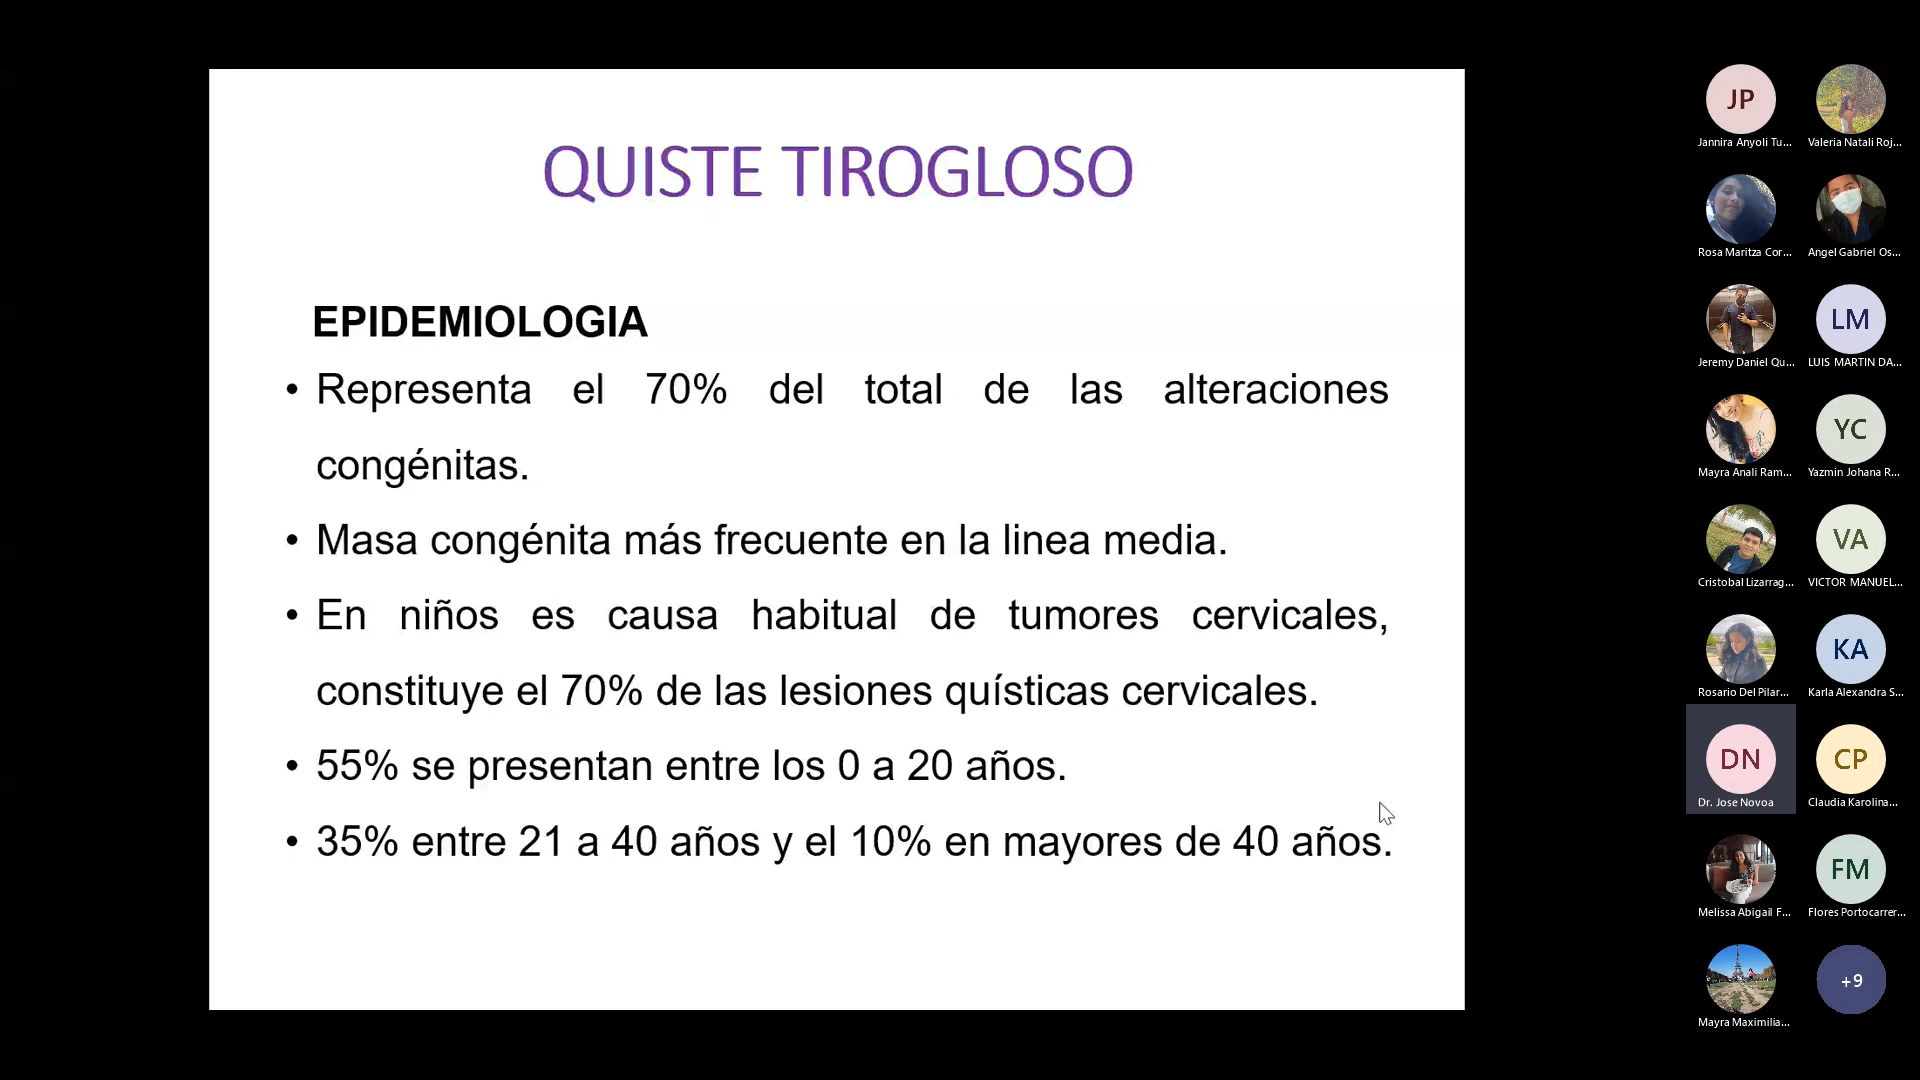 QUISTE TIROGLOSO
EPIDEMIOLOGIA
• Representa el 70% del total de las alteraciones
congénitas.
• Masa congénita más frecuente en la linea media.
• En niños es causa habitual de tumores cervicales,
constituye el 70% de las lesiones quísticas cervicales.
• 55% se presentan entre los 0 a 20 años.
• 35% entre 21 a 40 años y el 10% en mayores de 40 años.
JP
Jannira Anyoli Tu...
Valeria Natali Roj...
Rosa Maritza Cor...
Angel Gabriel Os...
Jeremy Daniel Qu...
LM
LUIS MARTIN DA...
Mayra Anali Ram...
YC
Yazmin Johana R...
Cristobal Lizarrag...
VA
VICTOR MANUEL...
Rosario Del Pilar...
KA
Karla Alexandra S...
DN
Dr. Jose Novoa
CP
Claudia Karolina...
Melissa Abigail F...
FM
Flores Portocarrer...
Mayra Maximilia...
+9